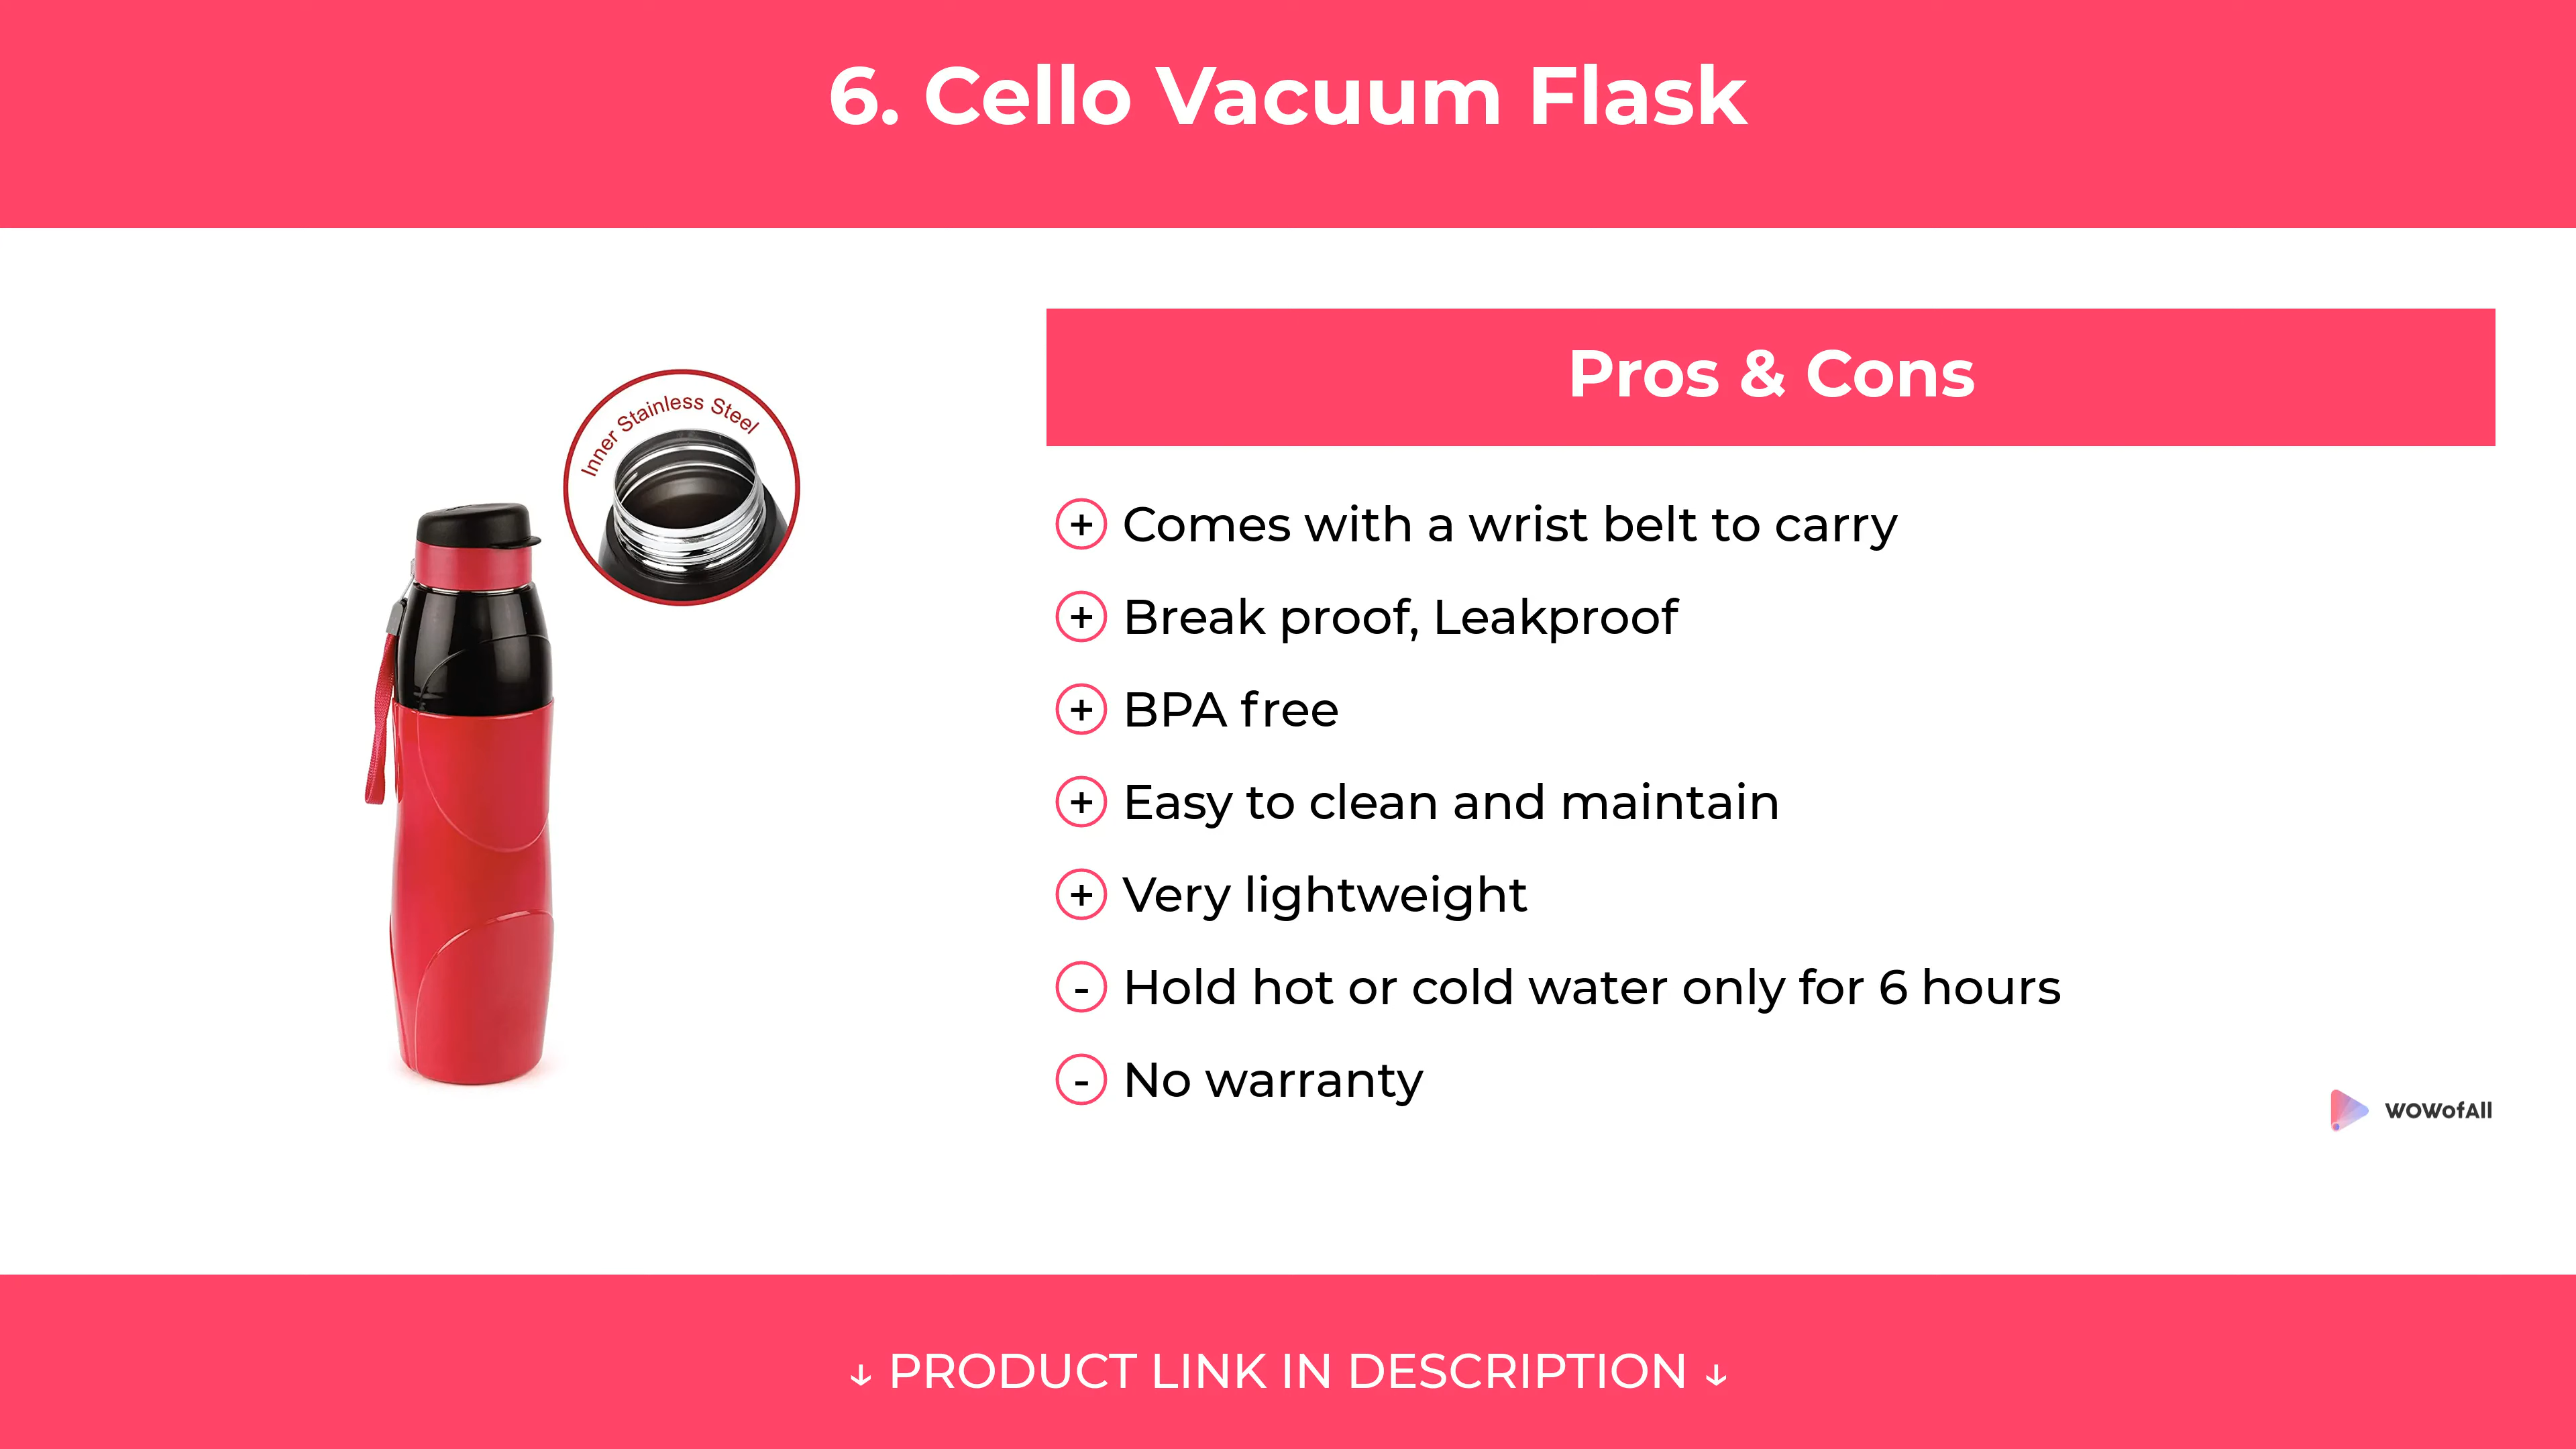 6. Cello Vacuum Flask
Inner Stainless Steel
Pros & Cons
+ Comes with a wrist belt to carry
+ Break proof, Leakproof
+ BPA free
+ Easy to clean and maintain
+ Very lightweight
- Hold hot or cold water only for 6 hours
- No warranty
WOWofAll
↓ PRODUCT LINK IN DESCRIPTION ↓